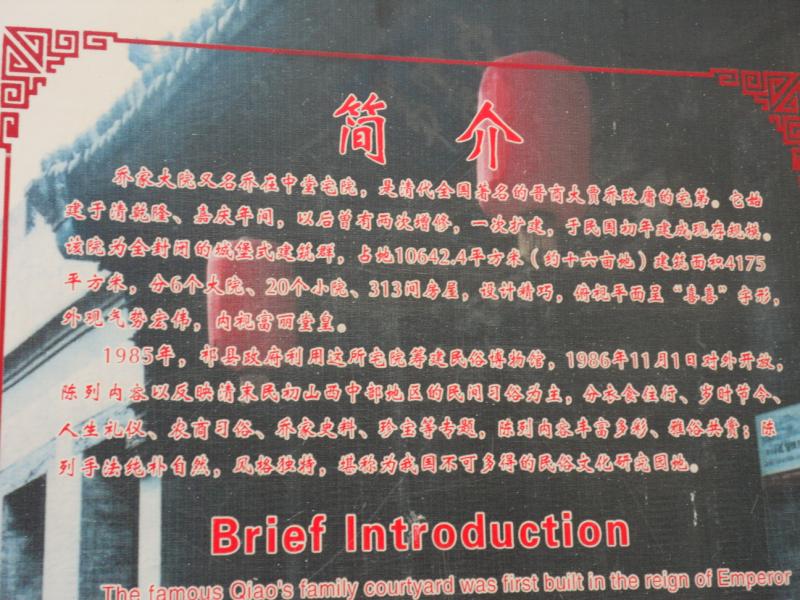 简介
乔家大院又名乔在中堂宅院，是清代全国著名的晋商大贾乔致庸的宅第。它始
建于清乾隆、嘉庆年间，以后曾有两次增修，一次扩建，于民国初年建成现存规模。
该院为全封闭的城堡式建筑群，占地10642.4平方米（约十六亩地）建筑面积4175
平方米，分6个大院、20个小院、313间房屋，设计精巧，俯视平面呈“喜喜”字形，
外观气势宏伟，内视富丽堂皇。
1985年，祁县政府利用这所宅院筹建民俗博物馆，1986年11月1日对外开放，
陈列内容以反映清末民初山西中部地区的民间习俗为主，分衣食住行、岁时节令、
人生礼仪、农商习俗、乔家史料、珍宝等专题，陈列内容丰富多彩、雅俗共赏；陈
列手法纯朴自然，风格独特，堪称为我国不可多得的民俗文化研究园地。
Brief Introduction
The famous Qiao's family courtyard was first built in the reign of Emperor